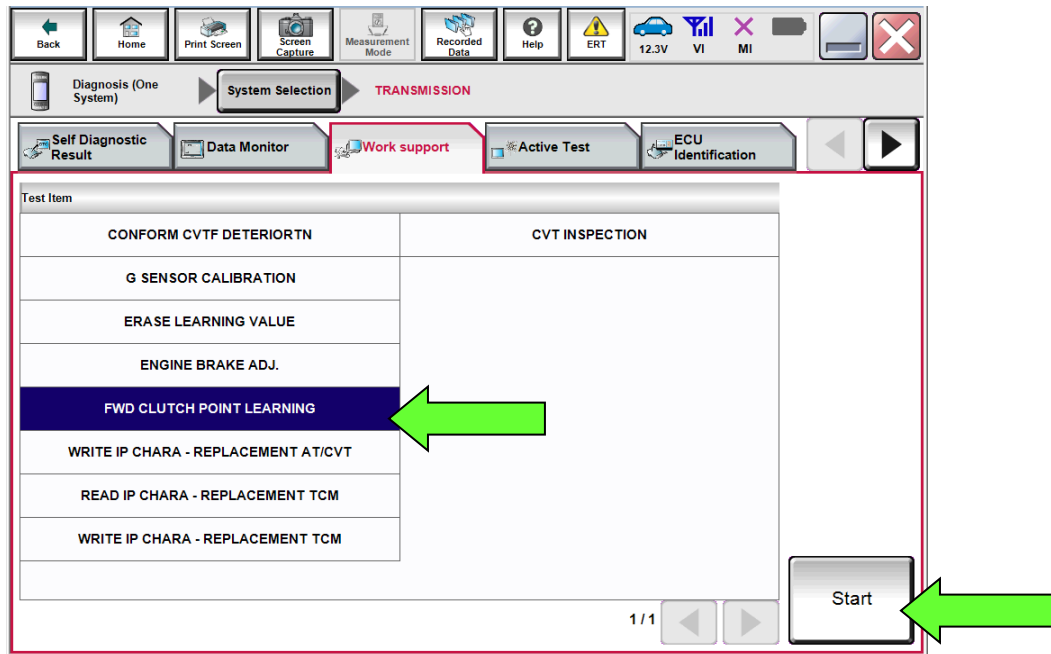 Back
Home
Print Screen
Screen
Capture
Measurement
Mode
Recorded
Data
Help
ERT
12.3V
VI
MI
Diagnosis (One
System)
System Selection
TRANSMISSION
Self Diagnostic
Result
Data Monitor
Work support
Active Test
ECU
Identification
Test Item
CONFORM CVTF DETERIORTN
CVT INSPECTION
G SENSOR CALIBRATION
ERASE LEARNING VALUE
ENGINE BRAKE ADJ.
FWD CLUTCH POINT LEARNING
WRITE IP CHARA - REPLACEMENT AT/CVT
READ IP CHARA - REPLACEMENT TCM
WRITE IP CHARA - REPLACEMENT TCM
Start
1/1